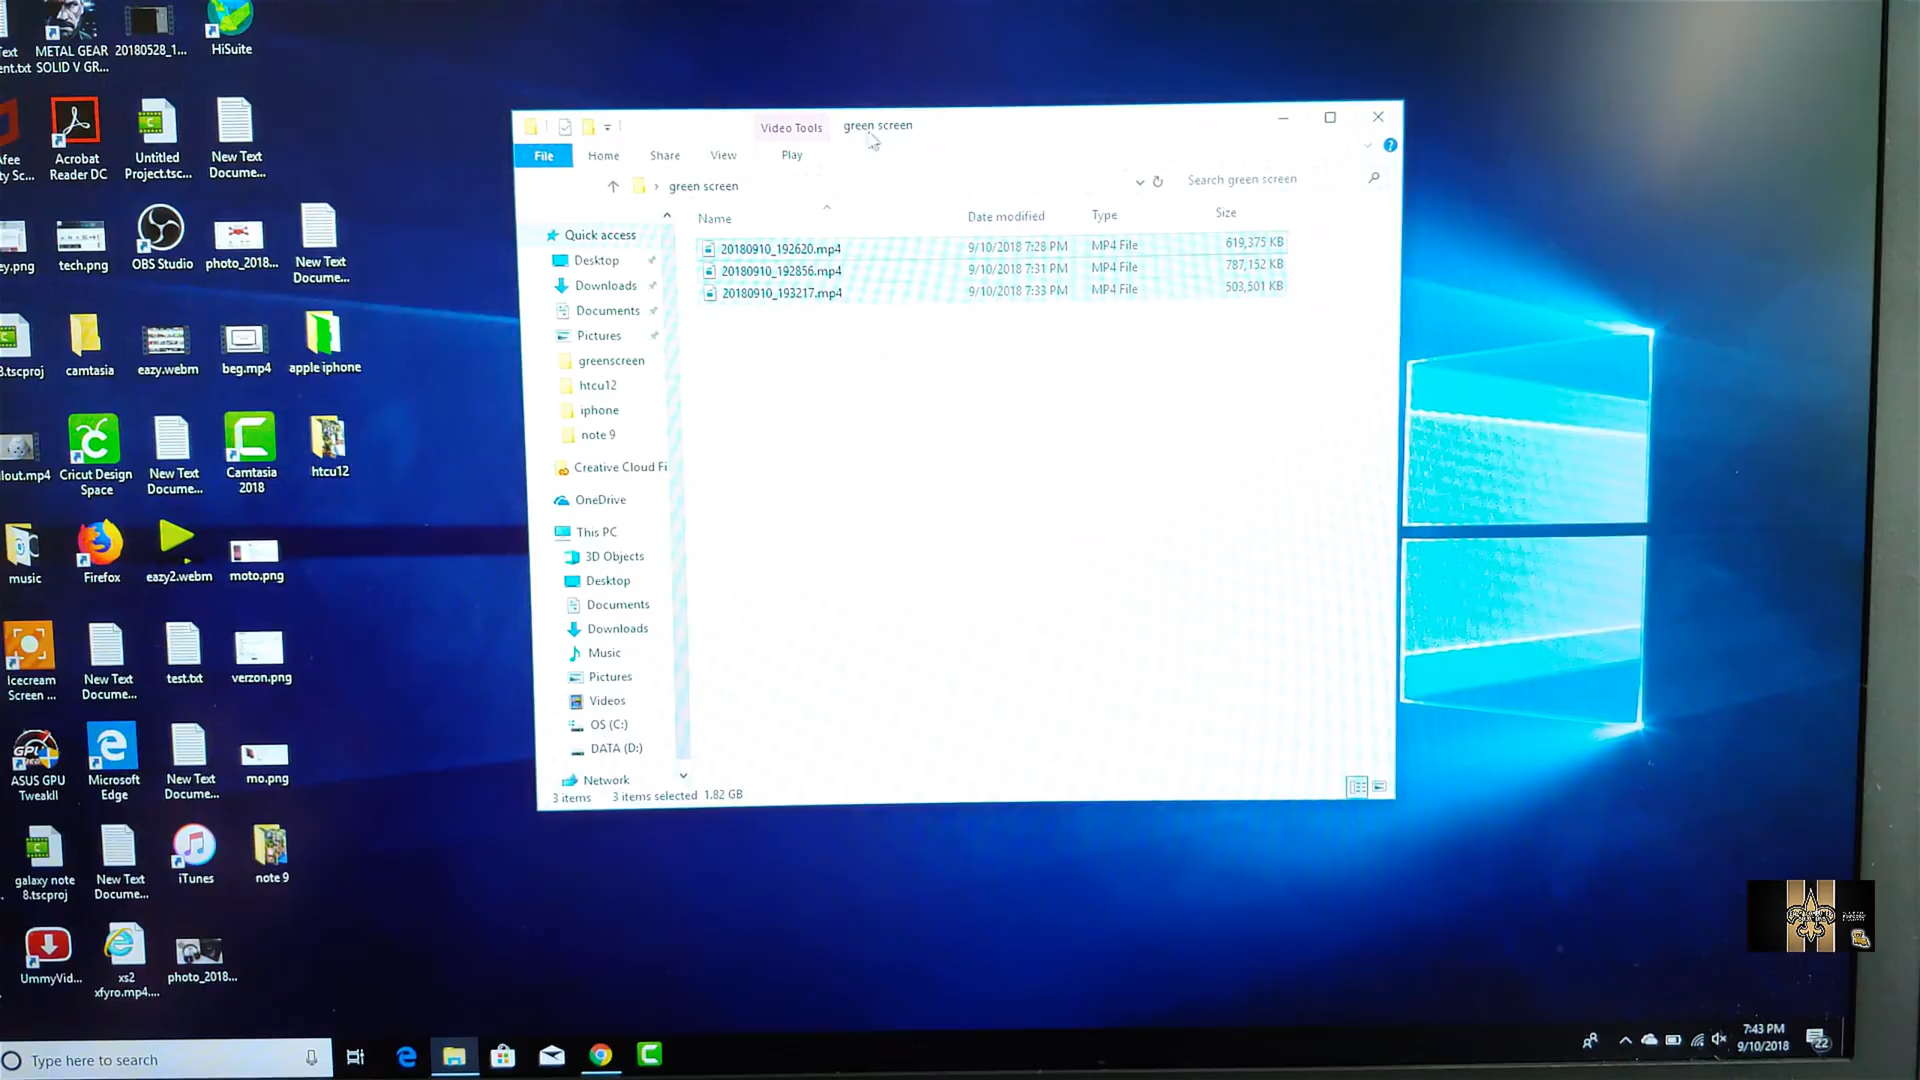 Text
METAL GEAR
20180528_1...
HiSuite
ent.txt
SOLID V GR...
Afee
Acrobat
Untitled
New Text
ty Sc...
Reader DC
Project.tsc...
Docume...
ey.png
tech.png
OBS Studio
photo_2018...
New Text
Docume...
8.tscproj
camtasia
eazy.webm
beg.mp4
apple iphone
llout.mp4
Cricut Design
Space
New Text
Docume...
Camtasia
2018
htcu12
music
Firefox
eazy2.webm
moto.png
Icecream
Screen ...
New Text
Docume...
test.txt
verzon.png
GPU
ASUS GPU
TweakII
Microsoft
Edge
New Text
Docume...
mo.png
galaxy note
8.tscproj
New Text
Docume...
iTunes
note 9
UmmyVid...
xs2
xfyro.mp4....
photo_2018...
Video Tools
green screen
File
Home
Share
View
Play
green screen
Search green screen
Name
Date modified
Type
Size
20180910_192620.mp4
9/10/2018 7:28 PM
MP4 File
619,375 KB
20180910_192856.mp4
9/10/2018 7:31 PM
MP4 File
787,152 KB
20180910_193217.mp4
9/10/2018 7:33 PM
MP4 File
503,501 KB
Quick access
Desktop
Downloads
Documents
Pictures
greenscreen
htcu12
iphone
note 9
Creative Cloud Fi
OneDrive
This PC
3D Objects
Desktop
Documents
Downloads
Music
Pictures
Videos
OS (C:)
DATA (D:)
Network
3 items
3 items selected 1.82 GB
Type here to search
7:43 PM
9/10/2018
22